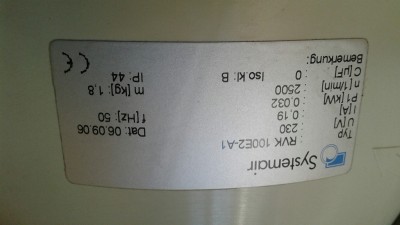 Systemair
Typ : RVK 100E2-A1
U [V] : 230 Dat: 06.09.06
I [A] : 0.19 f [Hz]: 50
P1 [kW] : 0.032
n [1/min] : 2500 m [kg]: 1.8
C [µF] : 0 Iso.kl: B IP: 44
Bemerkung: